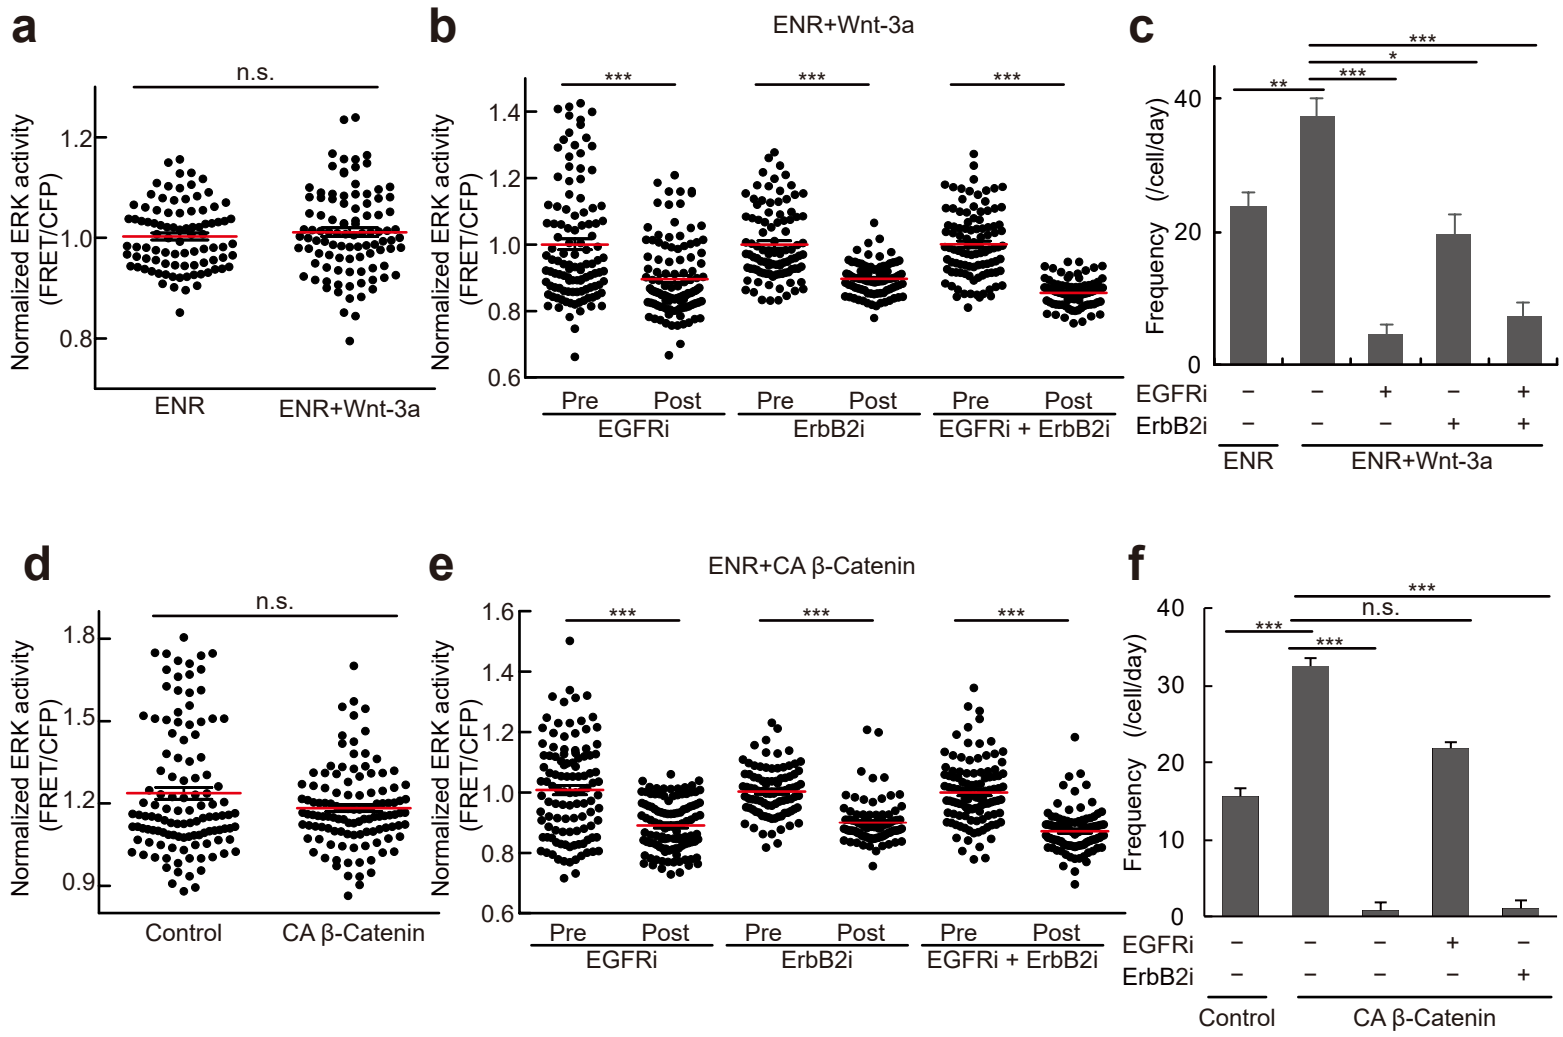 a
n.s.
Normalized ERK activity
(FRET/CFP)
1.2
1.0
0.8
ENR
ENR+Wnt-3a
b
ENR+Wnt-3a
*** *** ***
Normalized ERK activity
(FRET/CFP)
1.4
1.2
1.0
0.8
0.6
Pre Post Pre Post Pre Post
EGFRi ErbB2i EGFRi + ErbB2i
c
***
*
***
**
Frequency (/cell/day)
40
20
0
EGFRi − − + − +
ErbB2i − − − + +
ENR ENR+Wnt-3a
d
n.s.
Normalized ERK activity
(FRET/CFP)
1.8
1.5
1.2
0.9
Control CA β-Catenin
e
ENR+CA β-Catenin
*** *** ***
Normalized ERK activity
(FRET/CFP)
1.6
1.4
1.2
1.0
0.8
0.6
Pre Post Pre Post Pre Post
EGFRi ErbB2i EGFRi + ErbB2i
f
***
n.s.
***
***
Frequency (/cell/day)
40
30
20
10
0
EGFRi − − − + −
ErbB2i − − − − +
Control CA β-Catenin